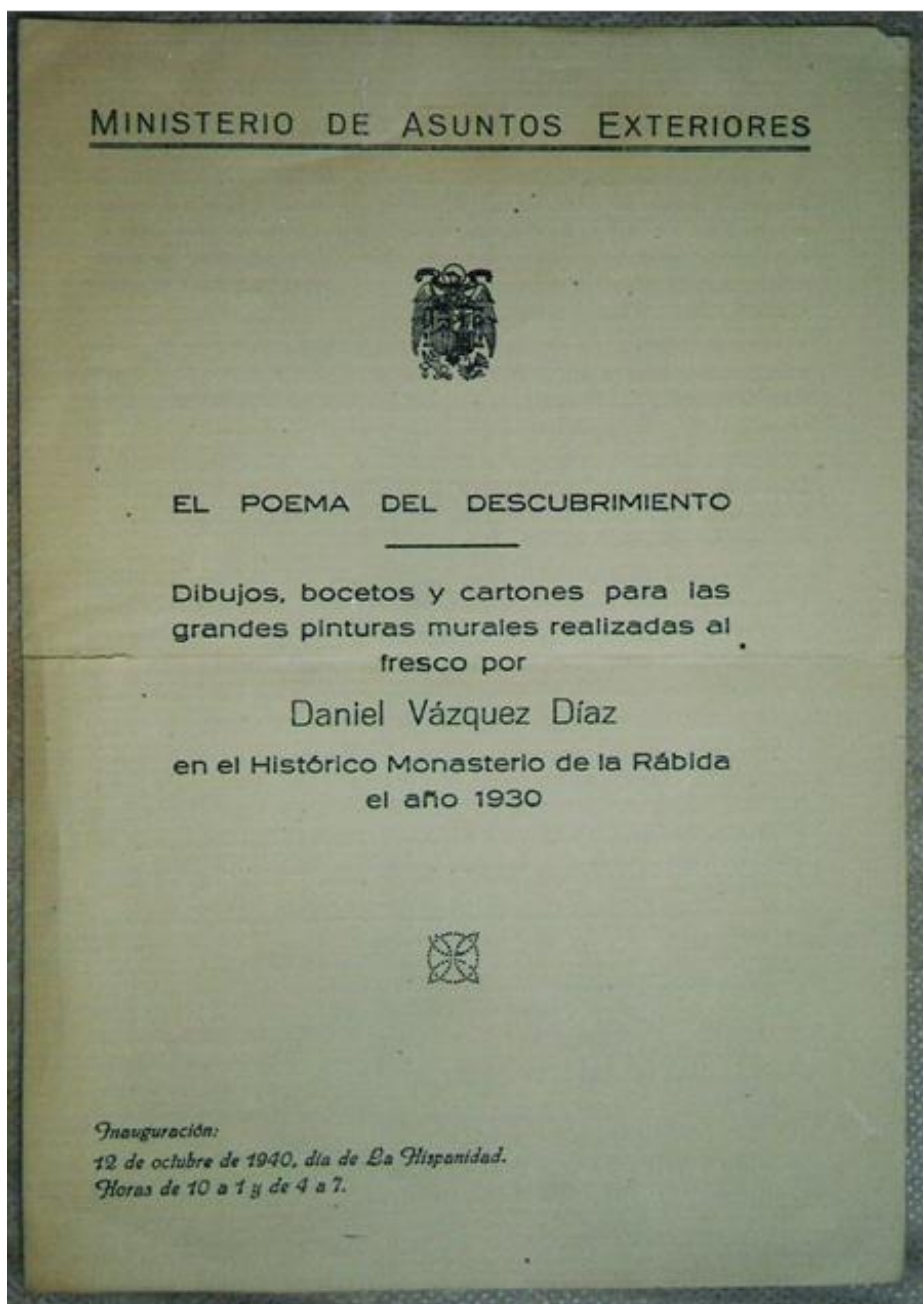 MINISTERIO DE ASUNTOS EXTERIORES
EL POEMA DEL DESCUBRIMIENTO
Dibujos, bocetos y cartones para las
grandes pinturas murales realizadas al
fresco por
Daniel Vázquez Díaz
en el Histórico Monasterio de la Rábida
el año 1930
Inauguración:
12 de octubre de 1940, día de La Hispanidad.
Horas de 10 a 1 y de 4 a 7.